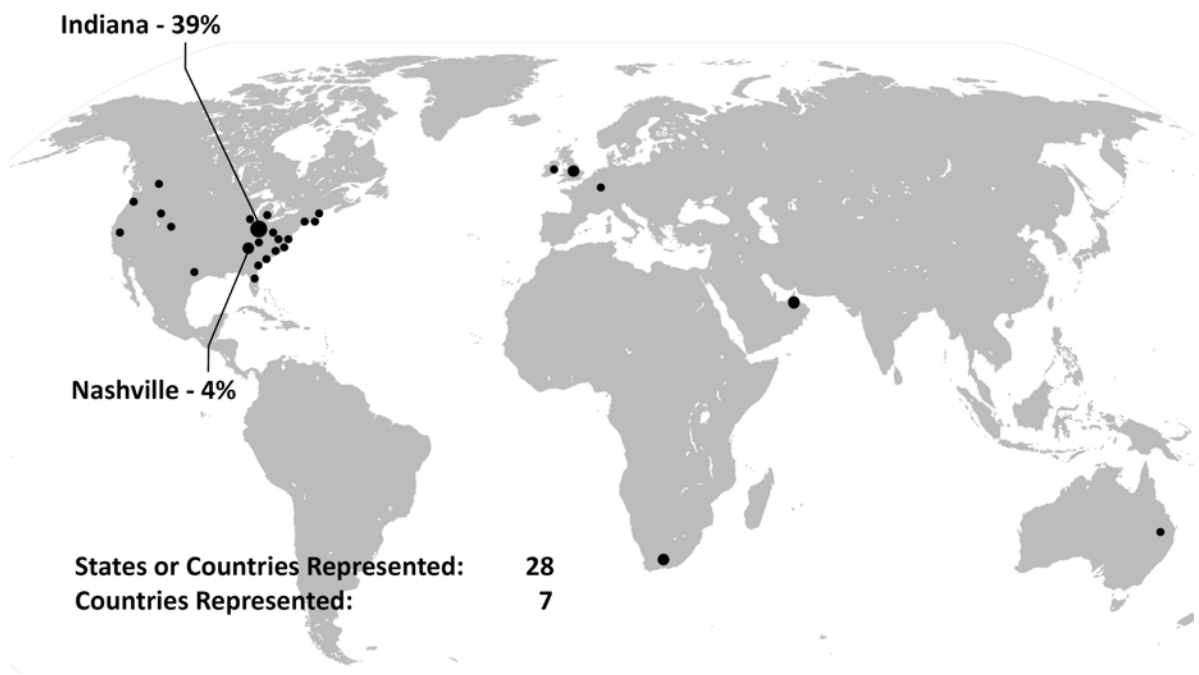 Indiana - 39%
Nashville - 4%
States or Countries Represented: 28
Countries Represented: 7